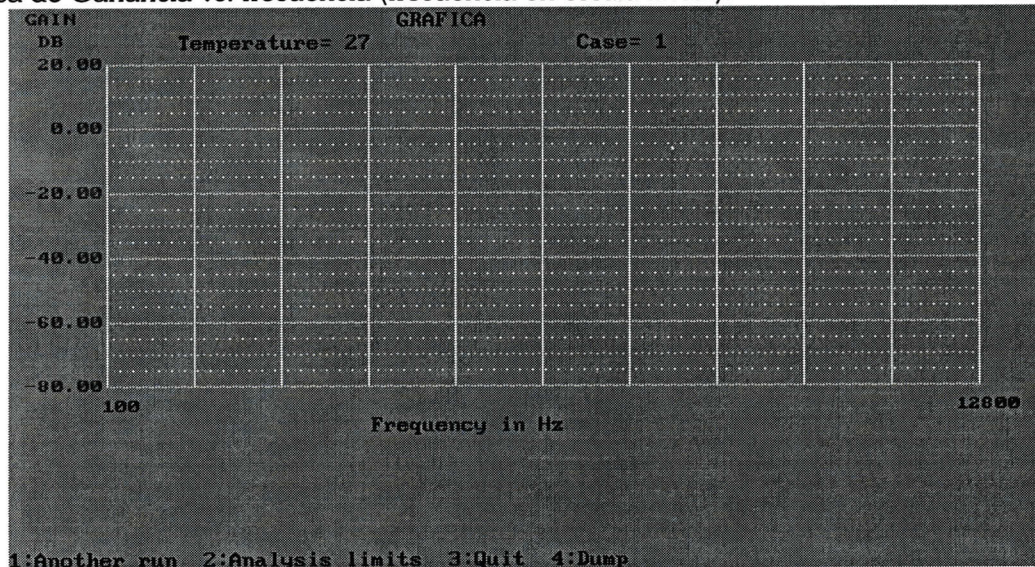 GAIN GRAFICA
DB Temperature= 27 Case= 1
20.00
0.00
-20.00
-40.00
-60.00
-80.00
100 12800
Frequency in Hz
1:Another run 2:Analysis limits 3:Quit 4:Dump